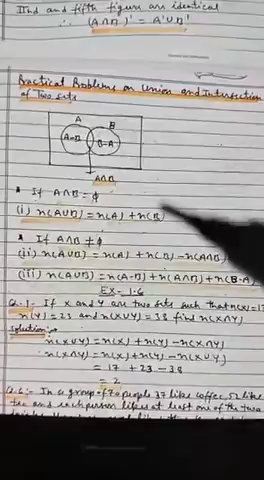 IInd and fifth figure are identical
∴ (A∩B)' = A'∪B'
Practical Problems on Union and Intersection
of Two sets
A
B
A-B
B-A
A∩B
* If A∩B = ϕ
(i) n(A∪B) = n(A) + n(B)
* If A∩B ≠ ϕ
(ii) n(A∪B) = n(A) + n(B) - n(A∩B)
(iii) n(A∪B) = n(A-B) + n(A∩B) + n(B-A)
EX - 1.6
Q.1:- If X and Y are two sets such that n(X) = 17
n(Y) = 23 and n(X∪Y) = 38 find n(X∩Y)
Solution:→
n(X∪Y) = n(X) + n(Y) - n(X∩Y)
n(X∩Y) = n(X) + n(Y) - n(X∪Y)
= 17 + 23 - 38
= 2
Q.6:- In a group of 70 people 37 like coffee, 52 like
tea and each person likes at least one of the two